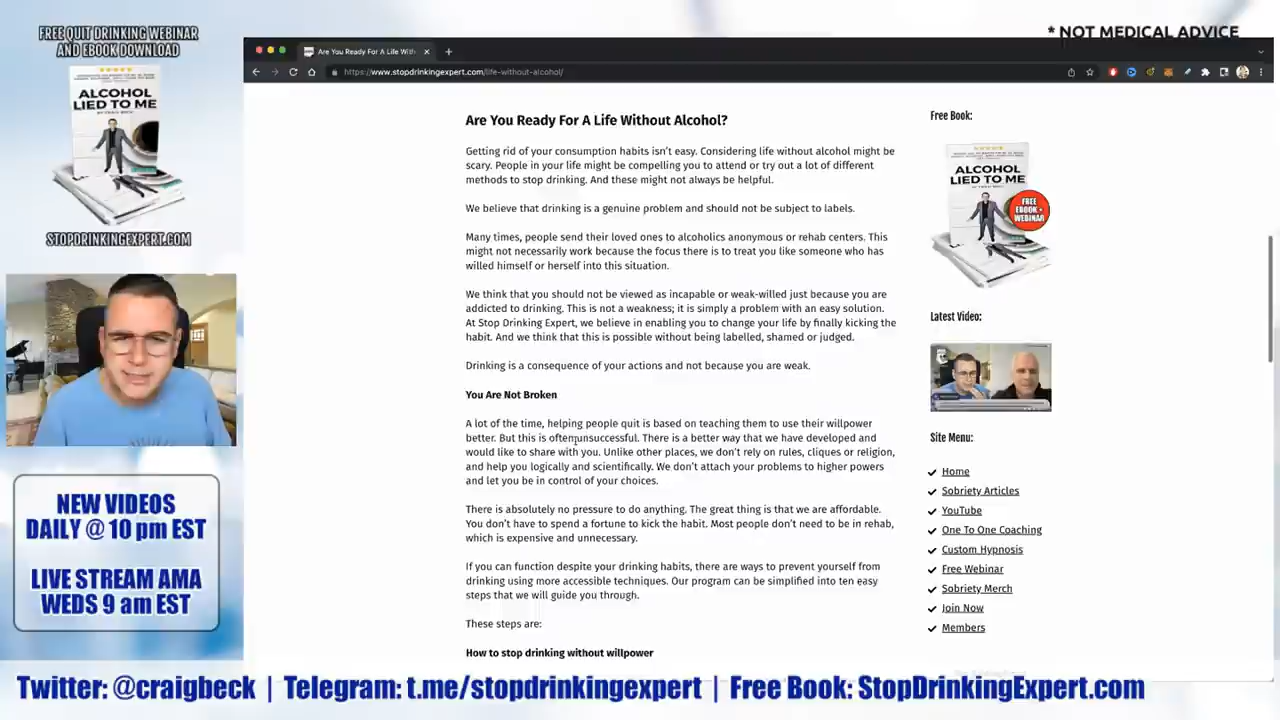 FREE QUIT DRINKING WEBINAR
AND EBOOK DOWNLOAD
ALCOHOL
LIED TO ME
BY CRAIG BECK
STOPDRINKINGEXPERT.COM
NEW VIDEOS
DAILY @ 10 pm EST
LIVE STREAM AMA
WEDS 9 am EST
* NOT MEDICAL ADVICE
Are You Ready For A Life With
https://www.stopdrinkingexpert.com/life-without-alcohol/
Are You Ready For A Life Without Alcohol?
Getting rid of your consumption habits isn't easy. Considering life without alcohol might be
scary. People in your life might be compelling you to attend or try out a lot of different
methods to stop drinking. And these might not always be helpful.
We believe that drinking is a genuine problem and should not be subject to labels.
Many times, people send their loved ones to alcoholics anonymous or rehab centers. This
might not necessarily work because the focus there is to treat you like someone who has
willed himself or herself into this situation.
We think that you should not be viewed as incapable or weak-willed just because you are
addicted to drinking. This is not a weakness; it is simply a problem with an easy solution.
At Stop Drinking Expert, we believe in enabling you to change your life by finally kicking the
habit. And we think that this is possible without being labelled, shamed or judged.
Drinking is a consequence of your actions and not because you are weak.
You Are Not Broken
A lot of the time, helping people quit is based on teaching them to use their willpower
better. But this is often unsuccessful. There is a better way that we have developed and
would like to share with you. Unlike other places, we don't rely on rules, cliques or religion,
and help you logically and scientifically. We don't attach your problems to higher powers
and let you be in control of your choices.
There is absolutely no pressure to do anything. The great thing is that we are affordable.
You don't have to spend a fortune to kick the habit. Most people don't need to be in rehab,
which is expensive and unnecessary.
If you can function despite your drinking habits, there are ways to prevent yourself from
drinking using more accessible techniques. Our program can be simplified into ten easy
steps that we will guide you through.
These steps are:
How to stop drinking without willpower
Free Book:
ALCOHOL
LIED TO ME
FREE
EBOOK +
WEBINAR
Latest Video:
Site Menu:
Home
Sobriety Articles
YouTube
One To One Coaching
Custom Hypnosis
Free Webinar
Sobriety Merch
Join Now
Members
Twitter: @craigbeck | Telegram: t.me/stopdrinkingexpert | Free Book: StopDrinkingExpert.com